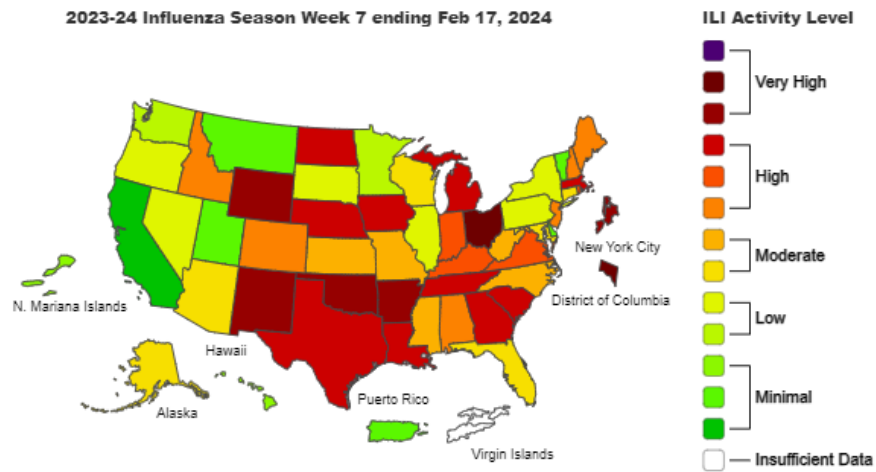 2023-24 Influenza Season Week 7 ending Feb 17, 2024
ILI Activity Level
Very High
High
Moderate
Low
Minimal
Insufficient Data
New York City
District of Columbia
N. Mariana Islands
Hawaii
Alaska
Puerto Rico
Virgin Islands